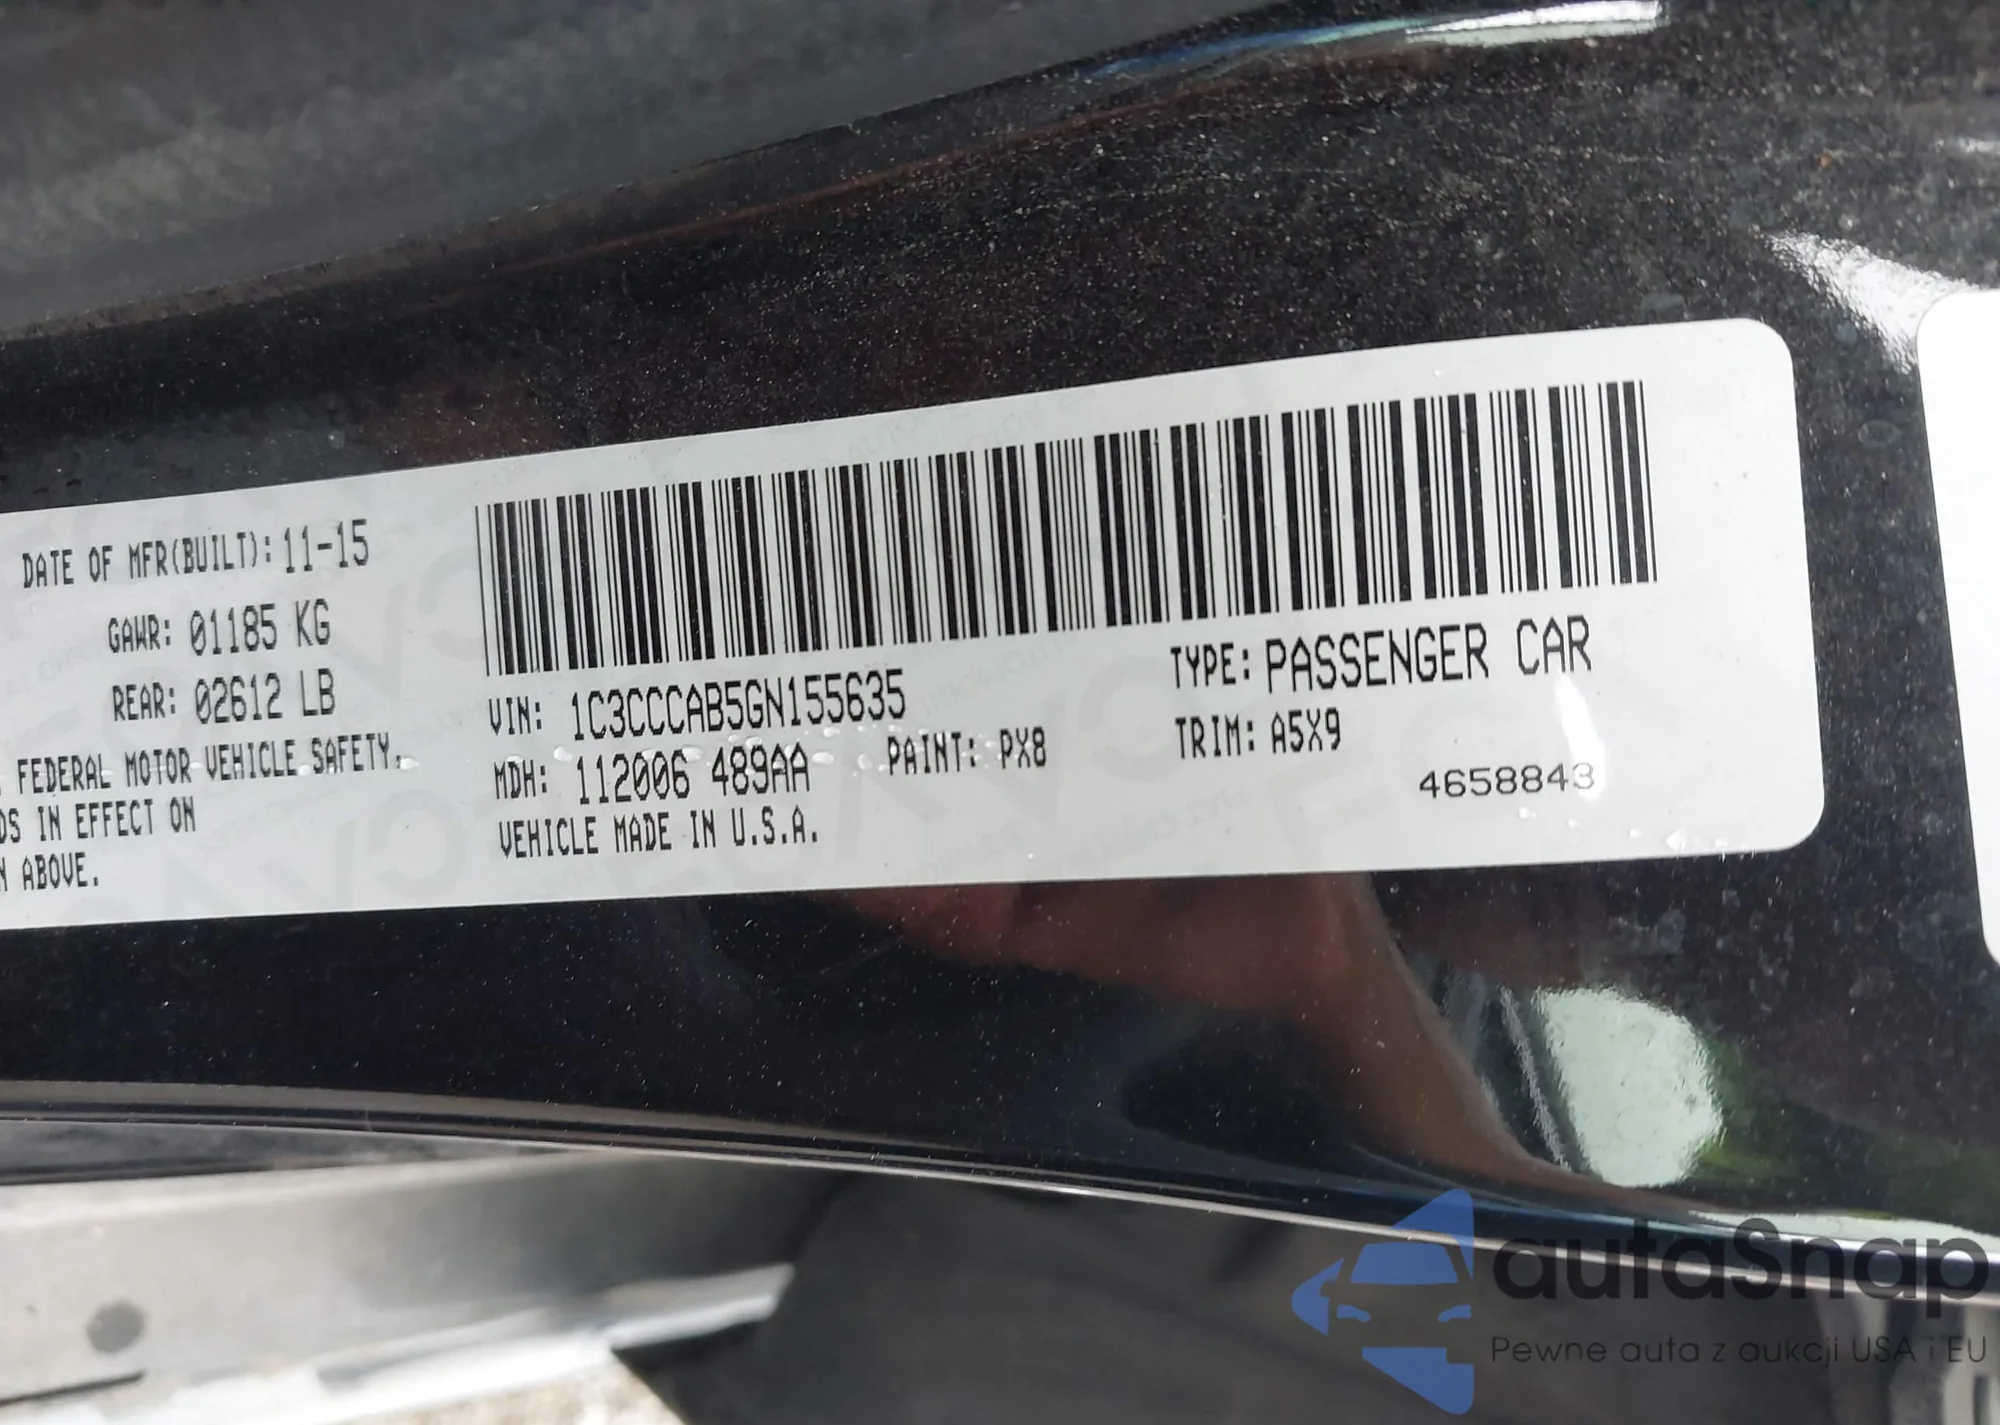 DATE OF MFR(BUILT): 11-15
GAWR: 01185 KG
REAR: 02612 LB
FEDERAL MOTOR VEHICLE SAFETY.
DS IN EFFECT ON
N ABOVE.
VIN: 1C3CCCAB5GN155635
TYPE: PASSENGER CAR
MDH: 112006 489AA
PAINT: PX8
TRIM: A5X9
VEHICLE MADE IN U.S.A.
4658843
autaSnap
Pewne auta z aukcji USA i EU